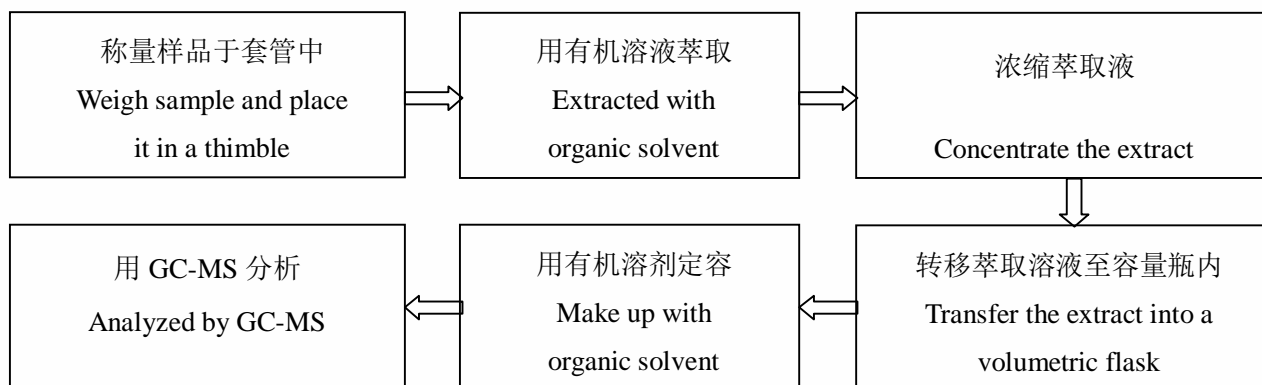 称量样品于套管中
Weigh sample and place
it in a thimble
用有机溶液萃取
Extracted with
organic solvent
浓缩萃取液
Concentrate the extract
转移萃取溶液至容量瓶内
Transfer the extract into a
volumetric flask
用有机溶剂定容
Make up with
organic solvent
用 GC-MS 分析
Analyzed by GC-MS